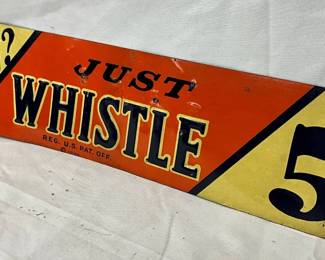 ?
JUST
WHISTLE
REG. U.S. PAT. OFF.
5